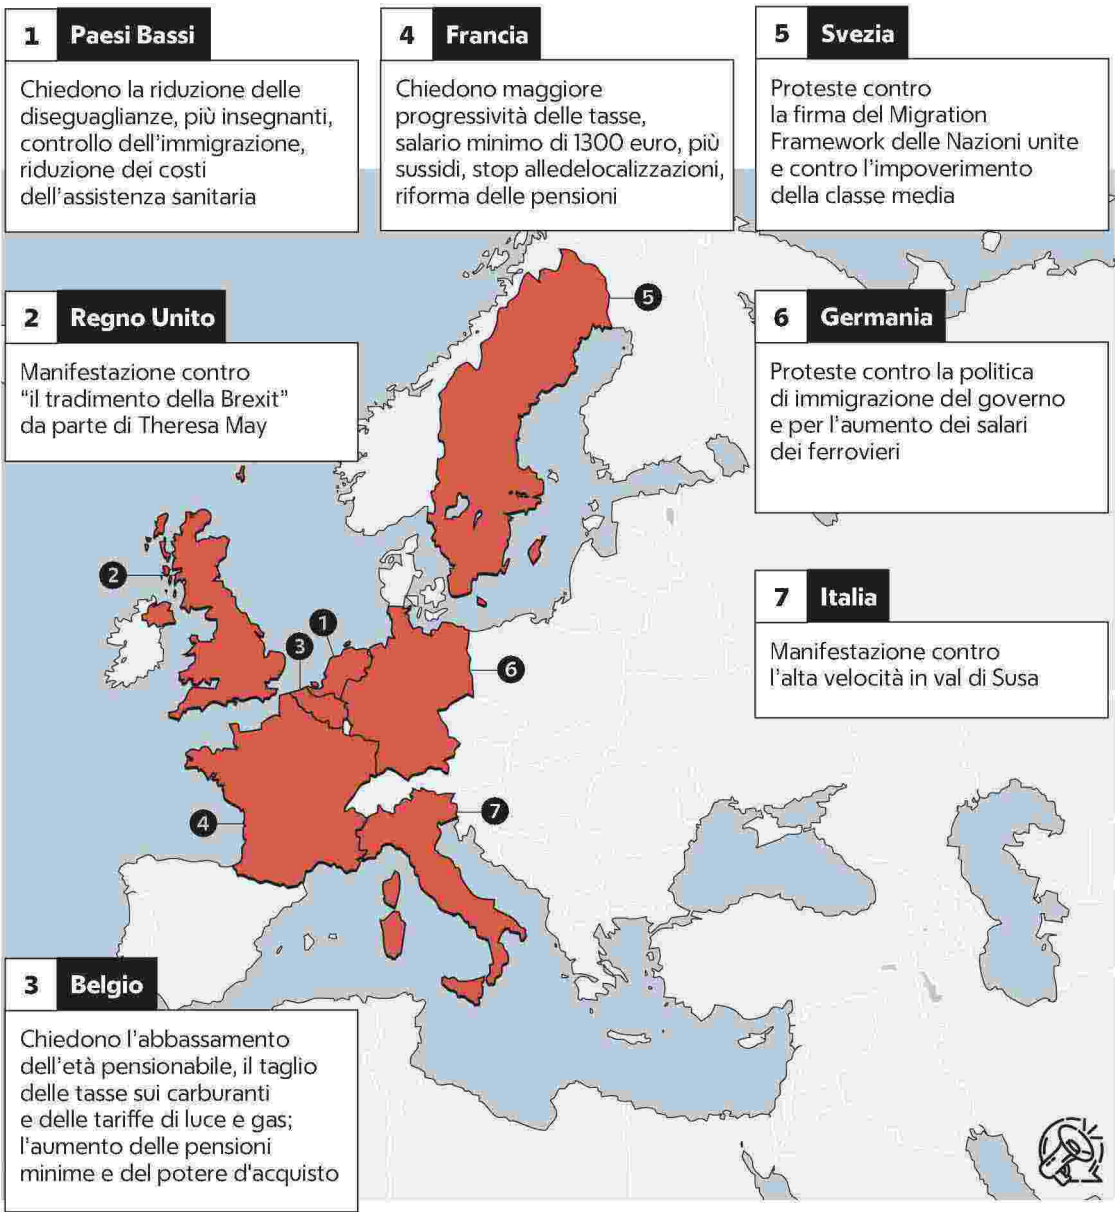 1 Paesi Bassi
Chiedono la riduzione delle
diseguaglianze, più insegnanti,
controllo dell'immigrazione,
riduzione dei costi
dell'assistenza sanitaria
2 Regno Unito
Manifestazione contro
“il tradimento della Brexit”
da parte di Theresa May
3 Belgio
Chiedono l'abbassamento
dell'età pensionabile, il taglio
delle tasse sui carburanti
e delle tariffe di luce e gas;
l'aumento delle pensioni
minime e del potere d'acquisto
4 Francia
Chiedono maggiore
progressività delle tasse,
salario minimo di 1300 euro, più
sussidi, stop alledelocalizzazioni,
riforma delle pensioni
5 Svezia
Proteste contro
la firma del Migration
Framework delle Nazioni unite
e contro l'impoverimento
della classe media
6 Germania
Proteste contro la politica
di immigrazione del governo
e per l'aumento dei salari
dei ferrovieri
7 Italia
Manifestazione contro
l'alta velocità in val di Susa
5
2
1
3
6
7
4